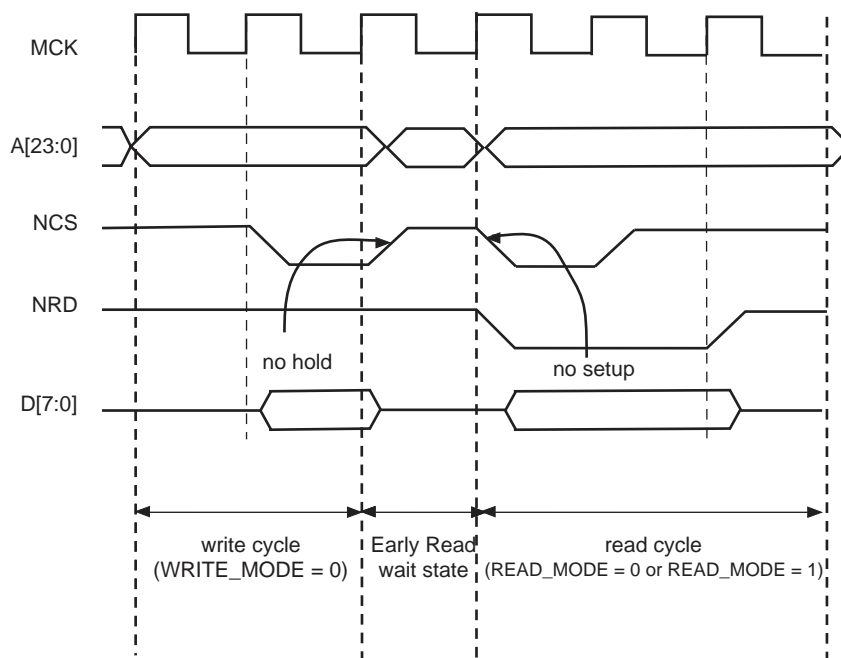 MCK
A[23:0]
NCS
NRD
no hold
no setup
D[7:0]
write cycle
(WRITE_MODE = 0)
Early Read
wait state
read cycle
(READ_MODE = 0 or READ_MODE = 1)